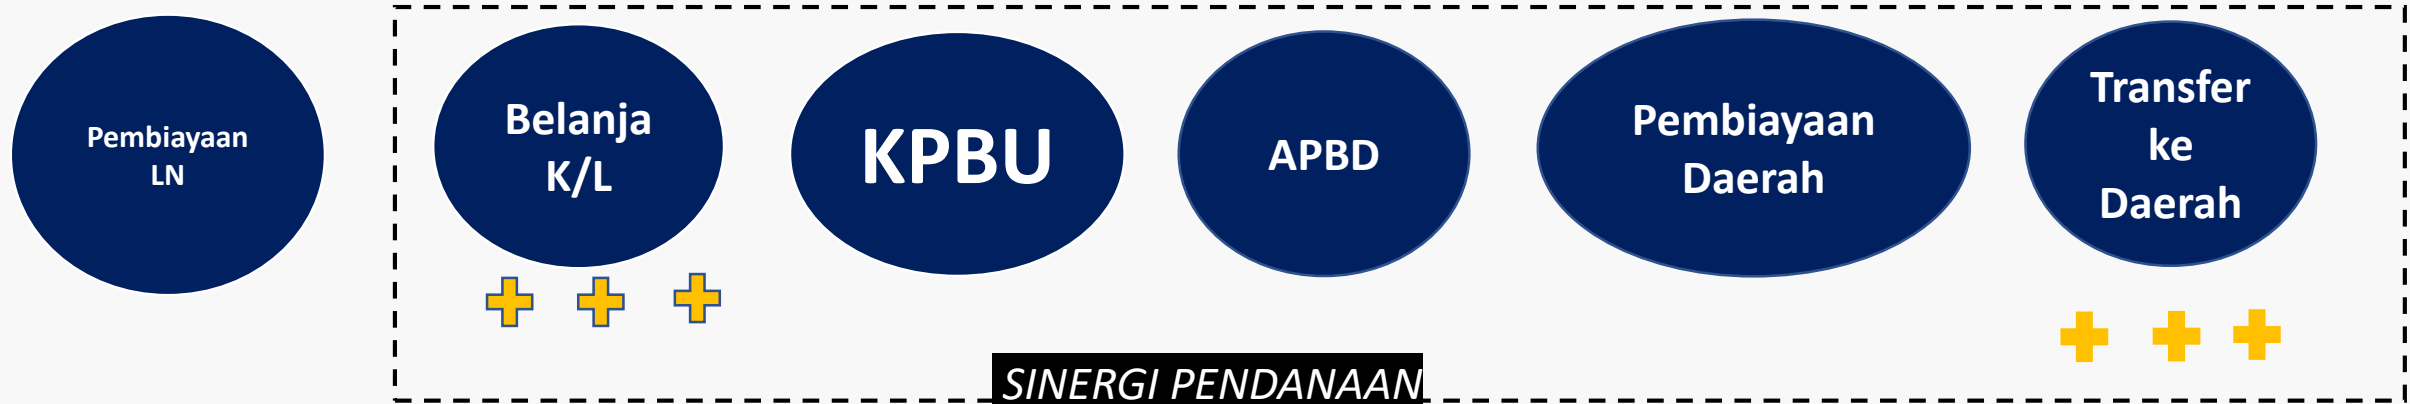 Pembiayaan
LN
Belanja
K/L
KPBU
APBD
Pembiayaan
Daerah
Transfer
ke
Daerah
SINERGI PENDANAAN